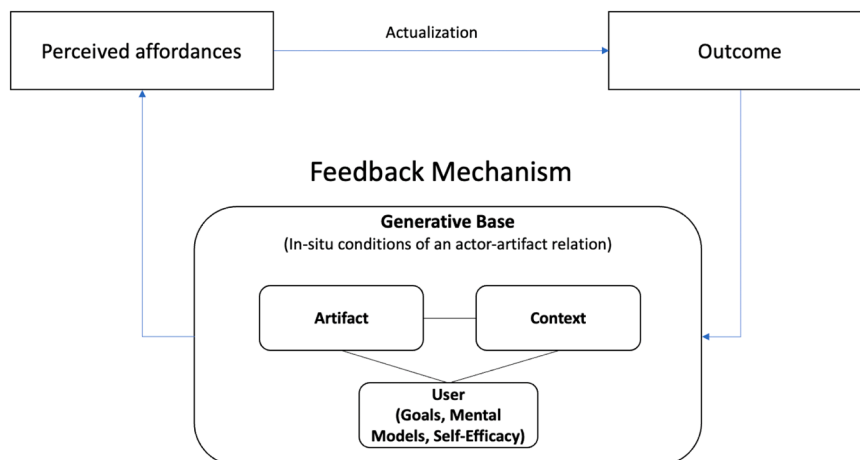 Actualization
Perceived affordances
Outcome
Feedback Mechanism
Generative Base
(In-situ conditions of an actor-artifact relation)
Artifact
Context
User
(Goals, Mental
Models, Self-Efficacy)